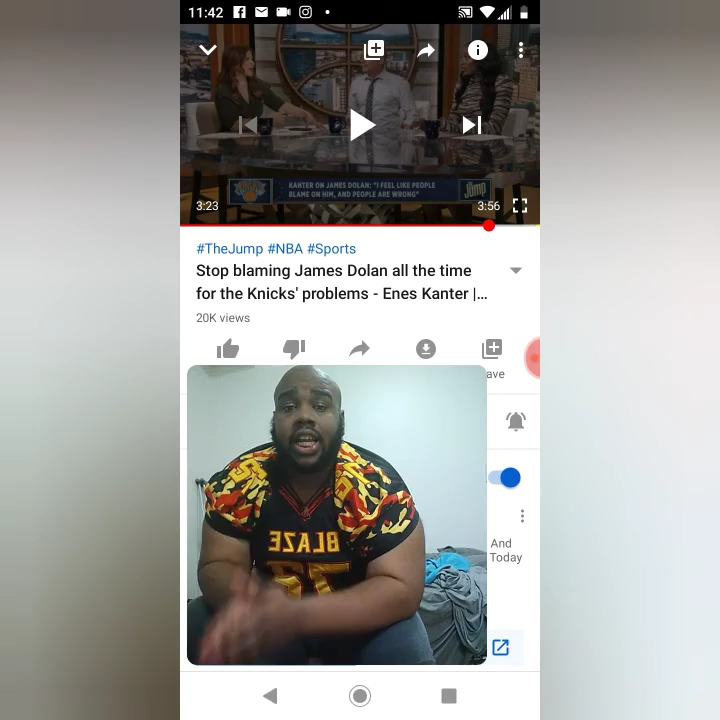 11:42
KANTER ON JAMES DOLAN: "I FEEL LIKE PEOPLE
BLAME ON HIM, AND PEOPLE ARE WRONG"
JUMP
3:23
3:56
#TheJump #NBA #Sports
Stop blaming James Dolan all the time
for the Knicks' problems - Enes Kanter |...
20K views
ave
BLAZE
And
Today